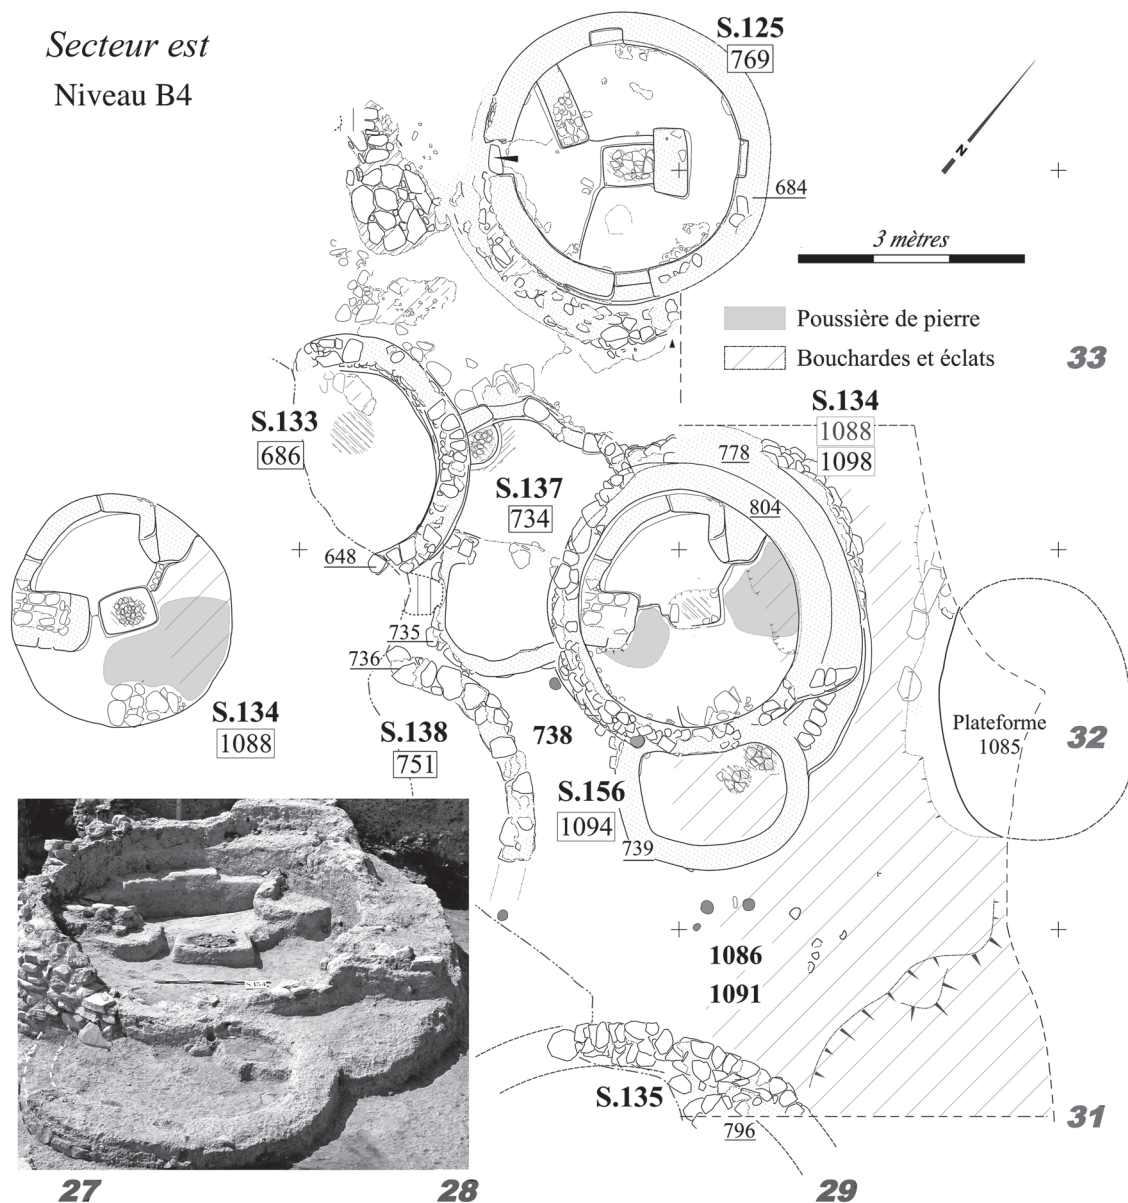 Secteur est
Niveau B4
S.125
769
684
N
3 mètres
Poussière de pierre
Bouchardes et éclats
33
S.133
686
S.137
734
S.134
1088
1098
778
804
648
735
736
S.134
1088
S.138
751
738
S.156
1094
739
Plateforme
1085
32
S.134
1086
1091
S.135
796
31
27
28
29